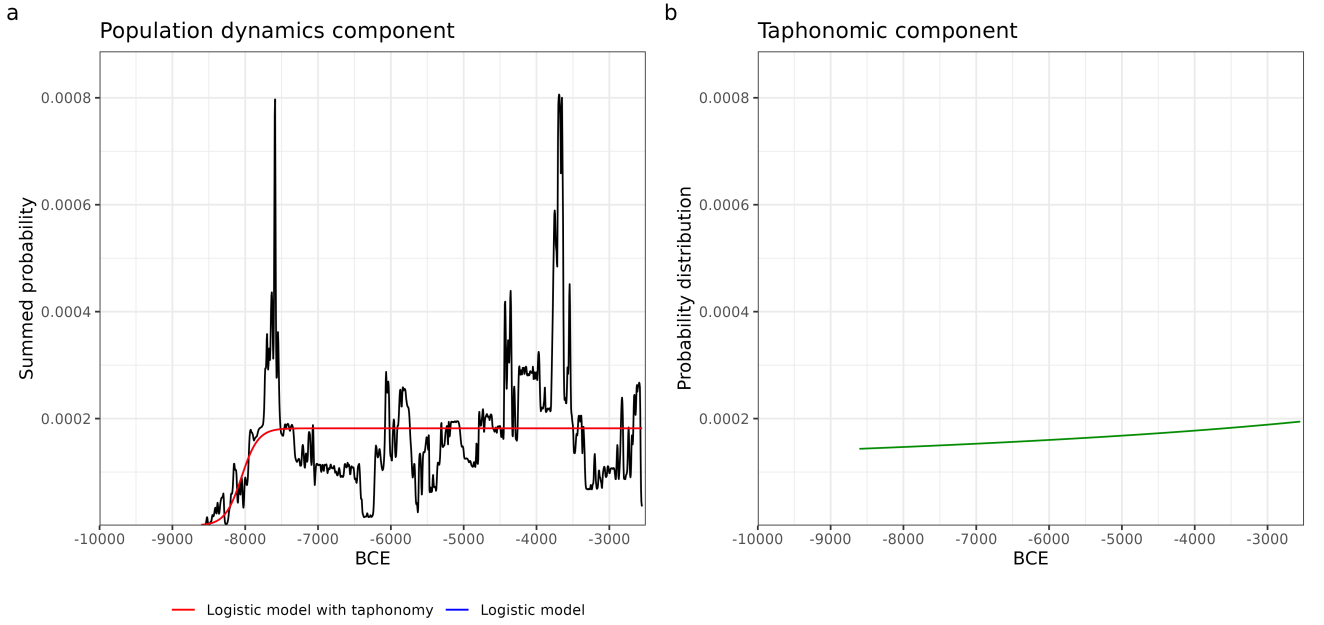 a
Population dynamics component
Summed probability
0.0008
0.0006
0.0004
0.0002
-10000 -9000 -8000 -7000 -6000 -5000 -4000 -3000
BCE
Logistic model with taphonomy Logistic model
b
Taphonomic component
Probability distribution
0.0008
0.0006
0.0004
0.0002
-10000 -9000 -8000 -7000 -6000 -5000 -4000 -3000
BCE